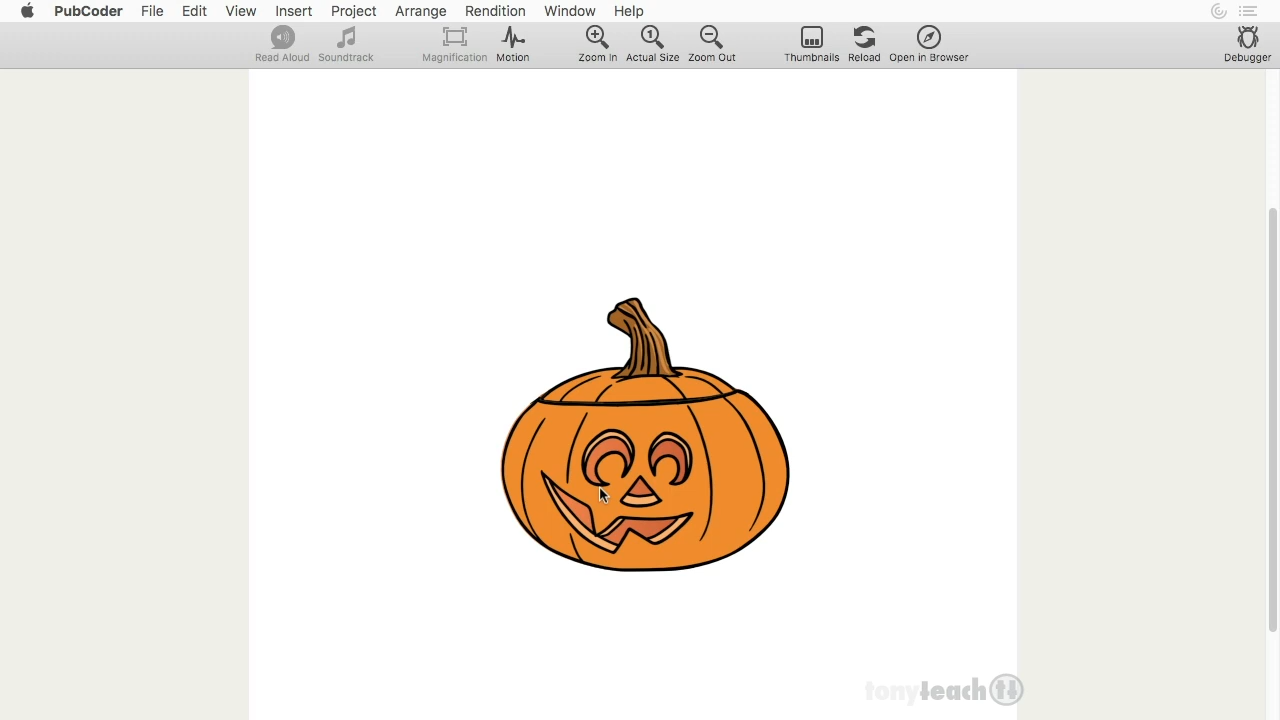 PubCoder File Edit View Insert Project Arrange Rendition Window Help
Read Aloud Soundtrack Magnification Motion Zoom In Actual Size Zoom Out Thumbnails Reload Open in Browser Debugger
tonyteach